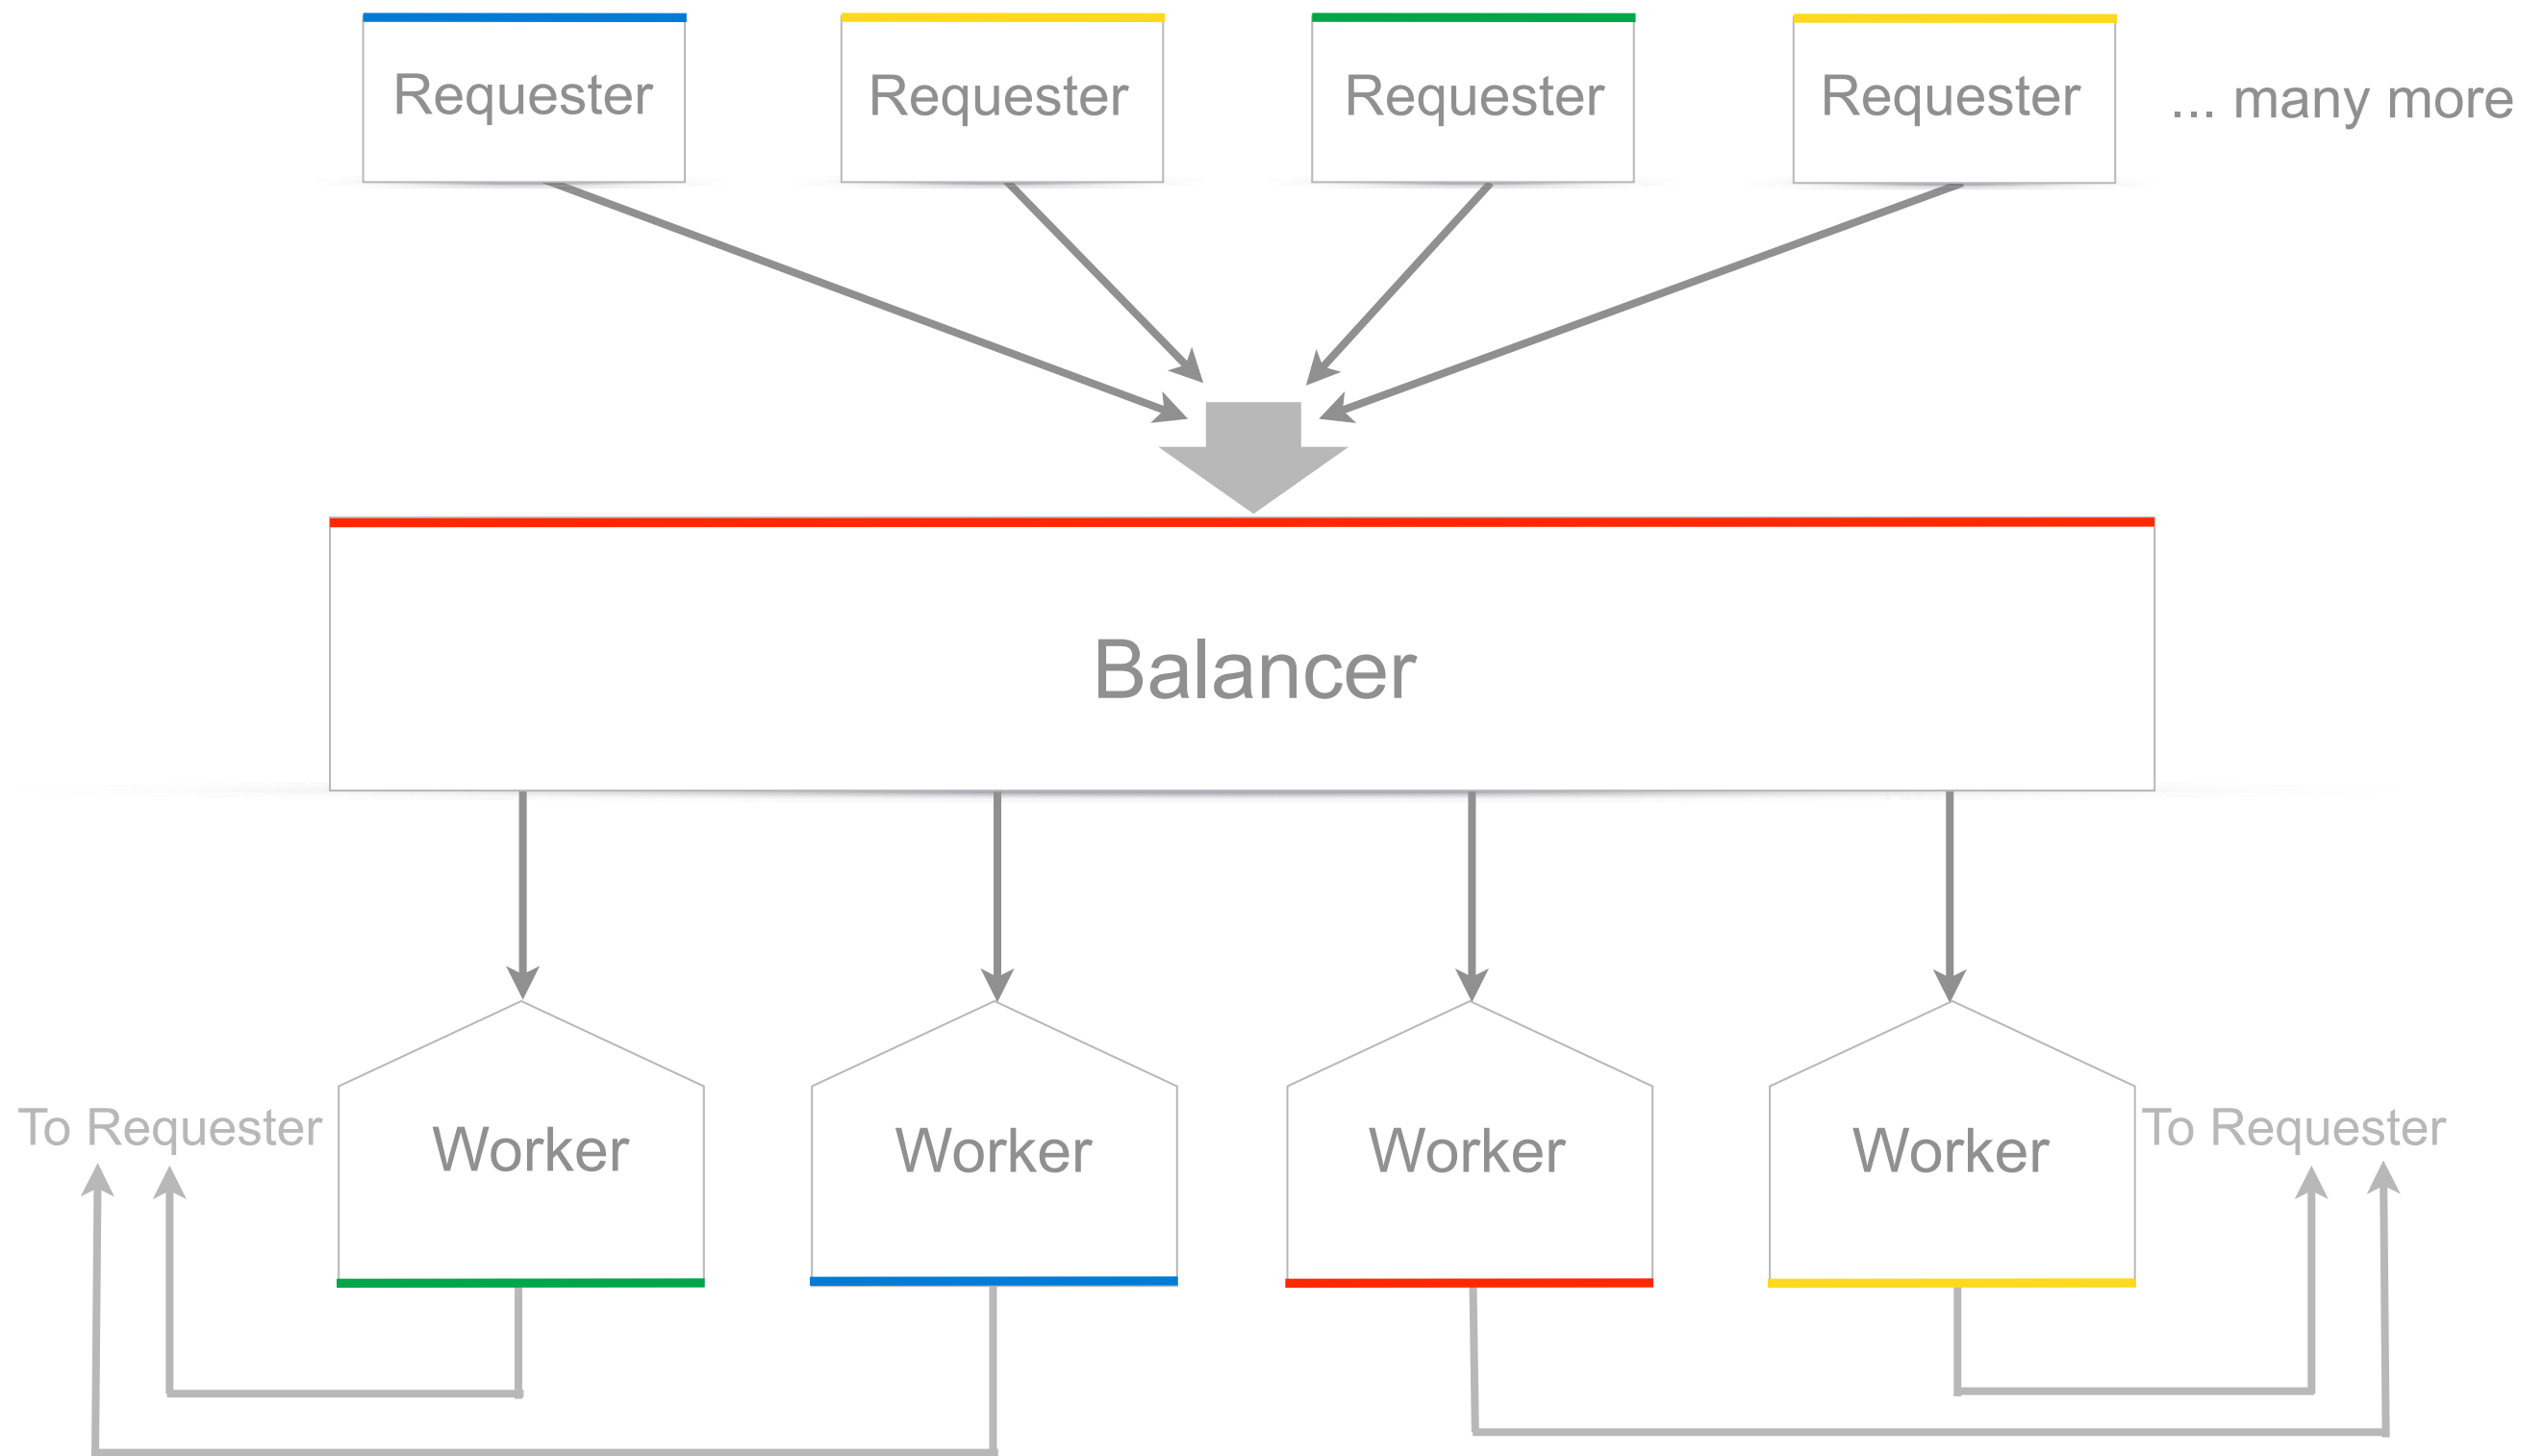 Requester
Requester
Requester
Requester
... many more
Balancer
To Requester
Worker
Worker
Worker
Worker
To Requester